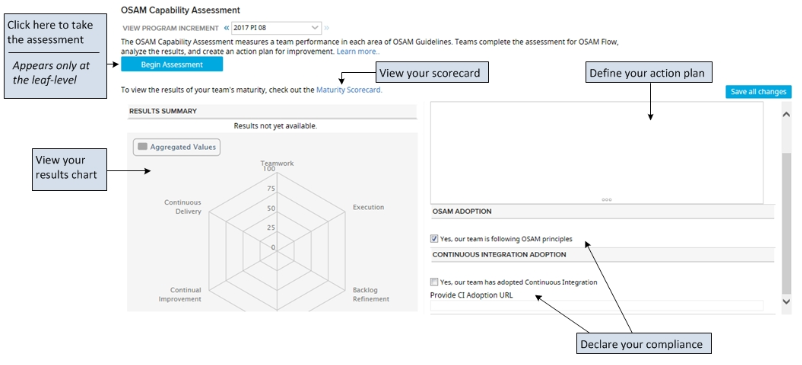 OSAM Capability Assessment
Click here to take
the assessment
Appears only at
the leaf-level
VIEW PROGRAM INCREMENT « 2017 PI 08 »
The OSAM Capability Assessment measures a team performance in each area of OSAM Guidelines. Teams complete the assessment for OSAM Flow,
analyze the results, and create an action plan for improvement. Learn more..
Begin Assessment
View your scorecard
Define your action plan
To view the results of your team's maturity, check out the Maturity Scorecard.
Save all changes
RESULTS SUMMARY
Results not yet available.
Aggregated Values
View your
results chart
Teamwork
100
75
50
25
0
Continuous
Delivery
Execution
Continual
Improvement
Backlog
Refinement
OSAM ADOPTION
Yes, our team is following OSAM principles
CONTINUOUS INTEGRATION ADOPTION
Yes, our team has adopted Continuous Integration
Provide CI Adoption URL
Declare your compliance